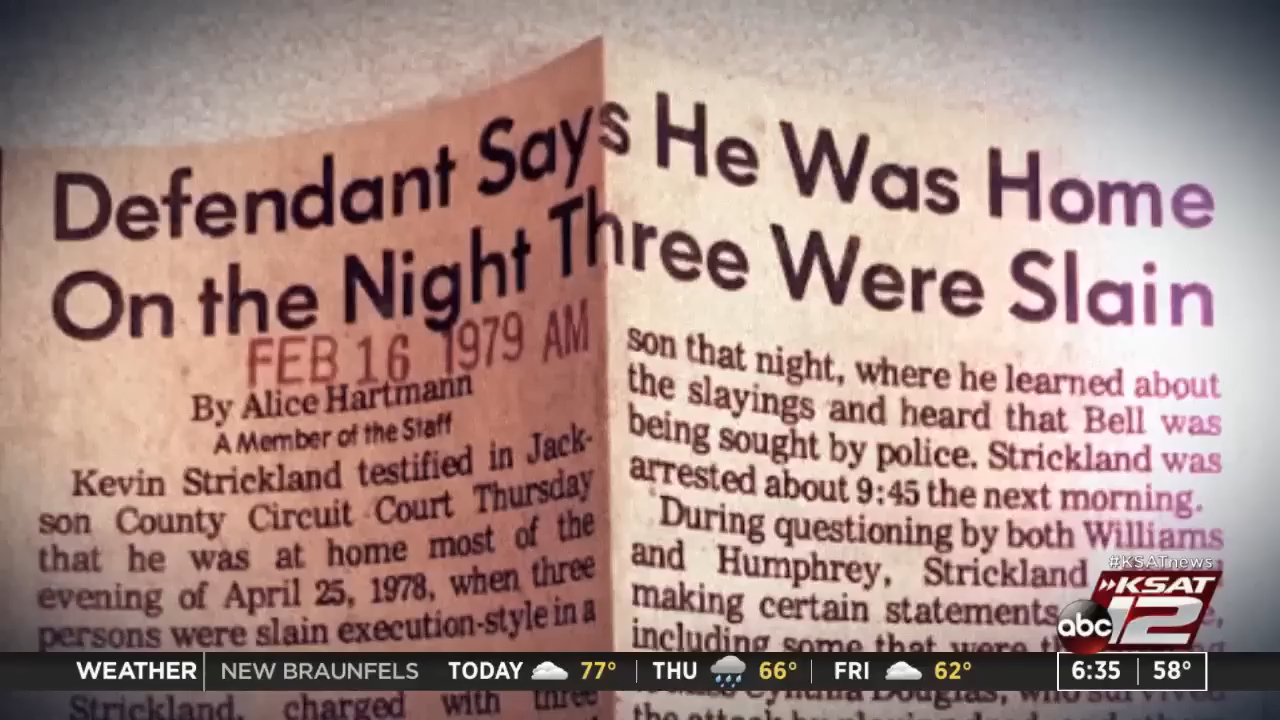 Defendant Says He Was Home
On the Night Three Were Slain
FEB 16 1979 AM
By Alice Hartmann
A Member of the Staff
Kevin Strickland testified in Jack-
son County Circuit Court Thursday
that he was at home most of the
evening of April 25, 1978, when three
persons were slain execution-style in a
Strickland, charged with three
son that night, where he learned about
the slayings and heard that Bell was
being sought by police. Strickland was
arrested about 9:45 the next morning.
During questioning by both Williams
and Humphrey, Strickland
making certain statements
including some that were
Cynthia Douglas, who survived
the attack by
#KSATnews
KSAT
abc 12
WEATHER NEW BRAUNFELS TODAY 77° THU 66° FRI 62° 6:35 58°